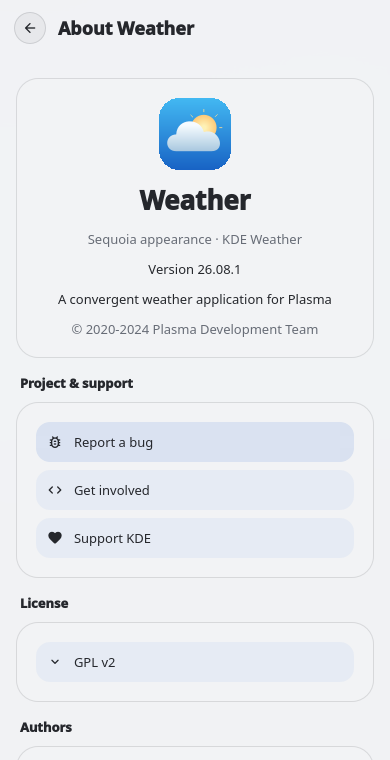 About Weather
Weather
Sequoia appearance · KDE Weather
Version 26.08.1
A convergent weather application for Plasma
© 2020-2024 Plasma Development Team
Project & support
Report a bug
Get involved
Support KDE
License
GPL v2
Authors